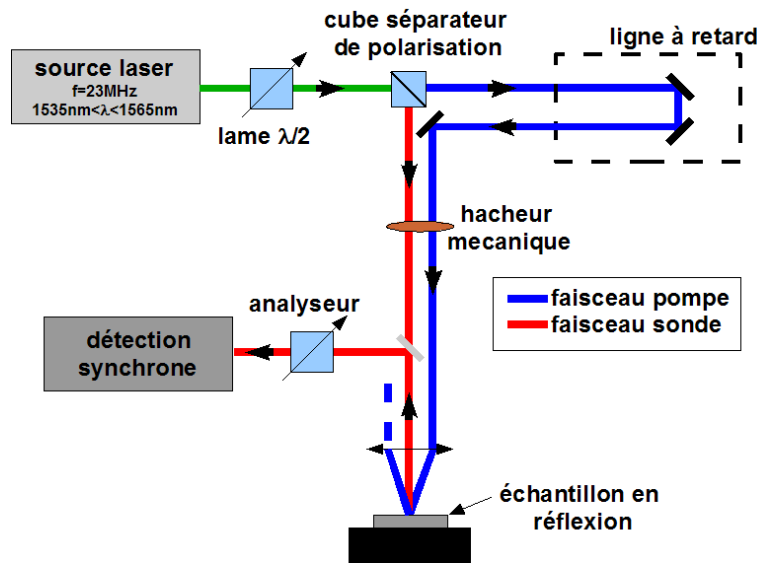 cube séparateur
de polarisation
ligne à retard
source laser
f=23MHz
1535nm<λ<1565nm
lame λ/2
hacheur
mecanique
analyseur
faisceau pompe
faisceau sonde
détection
synchrone
échantillon en
réflexion